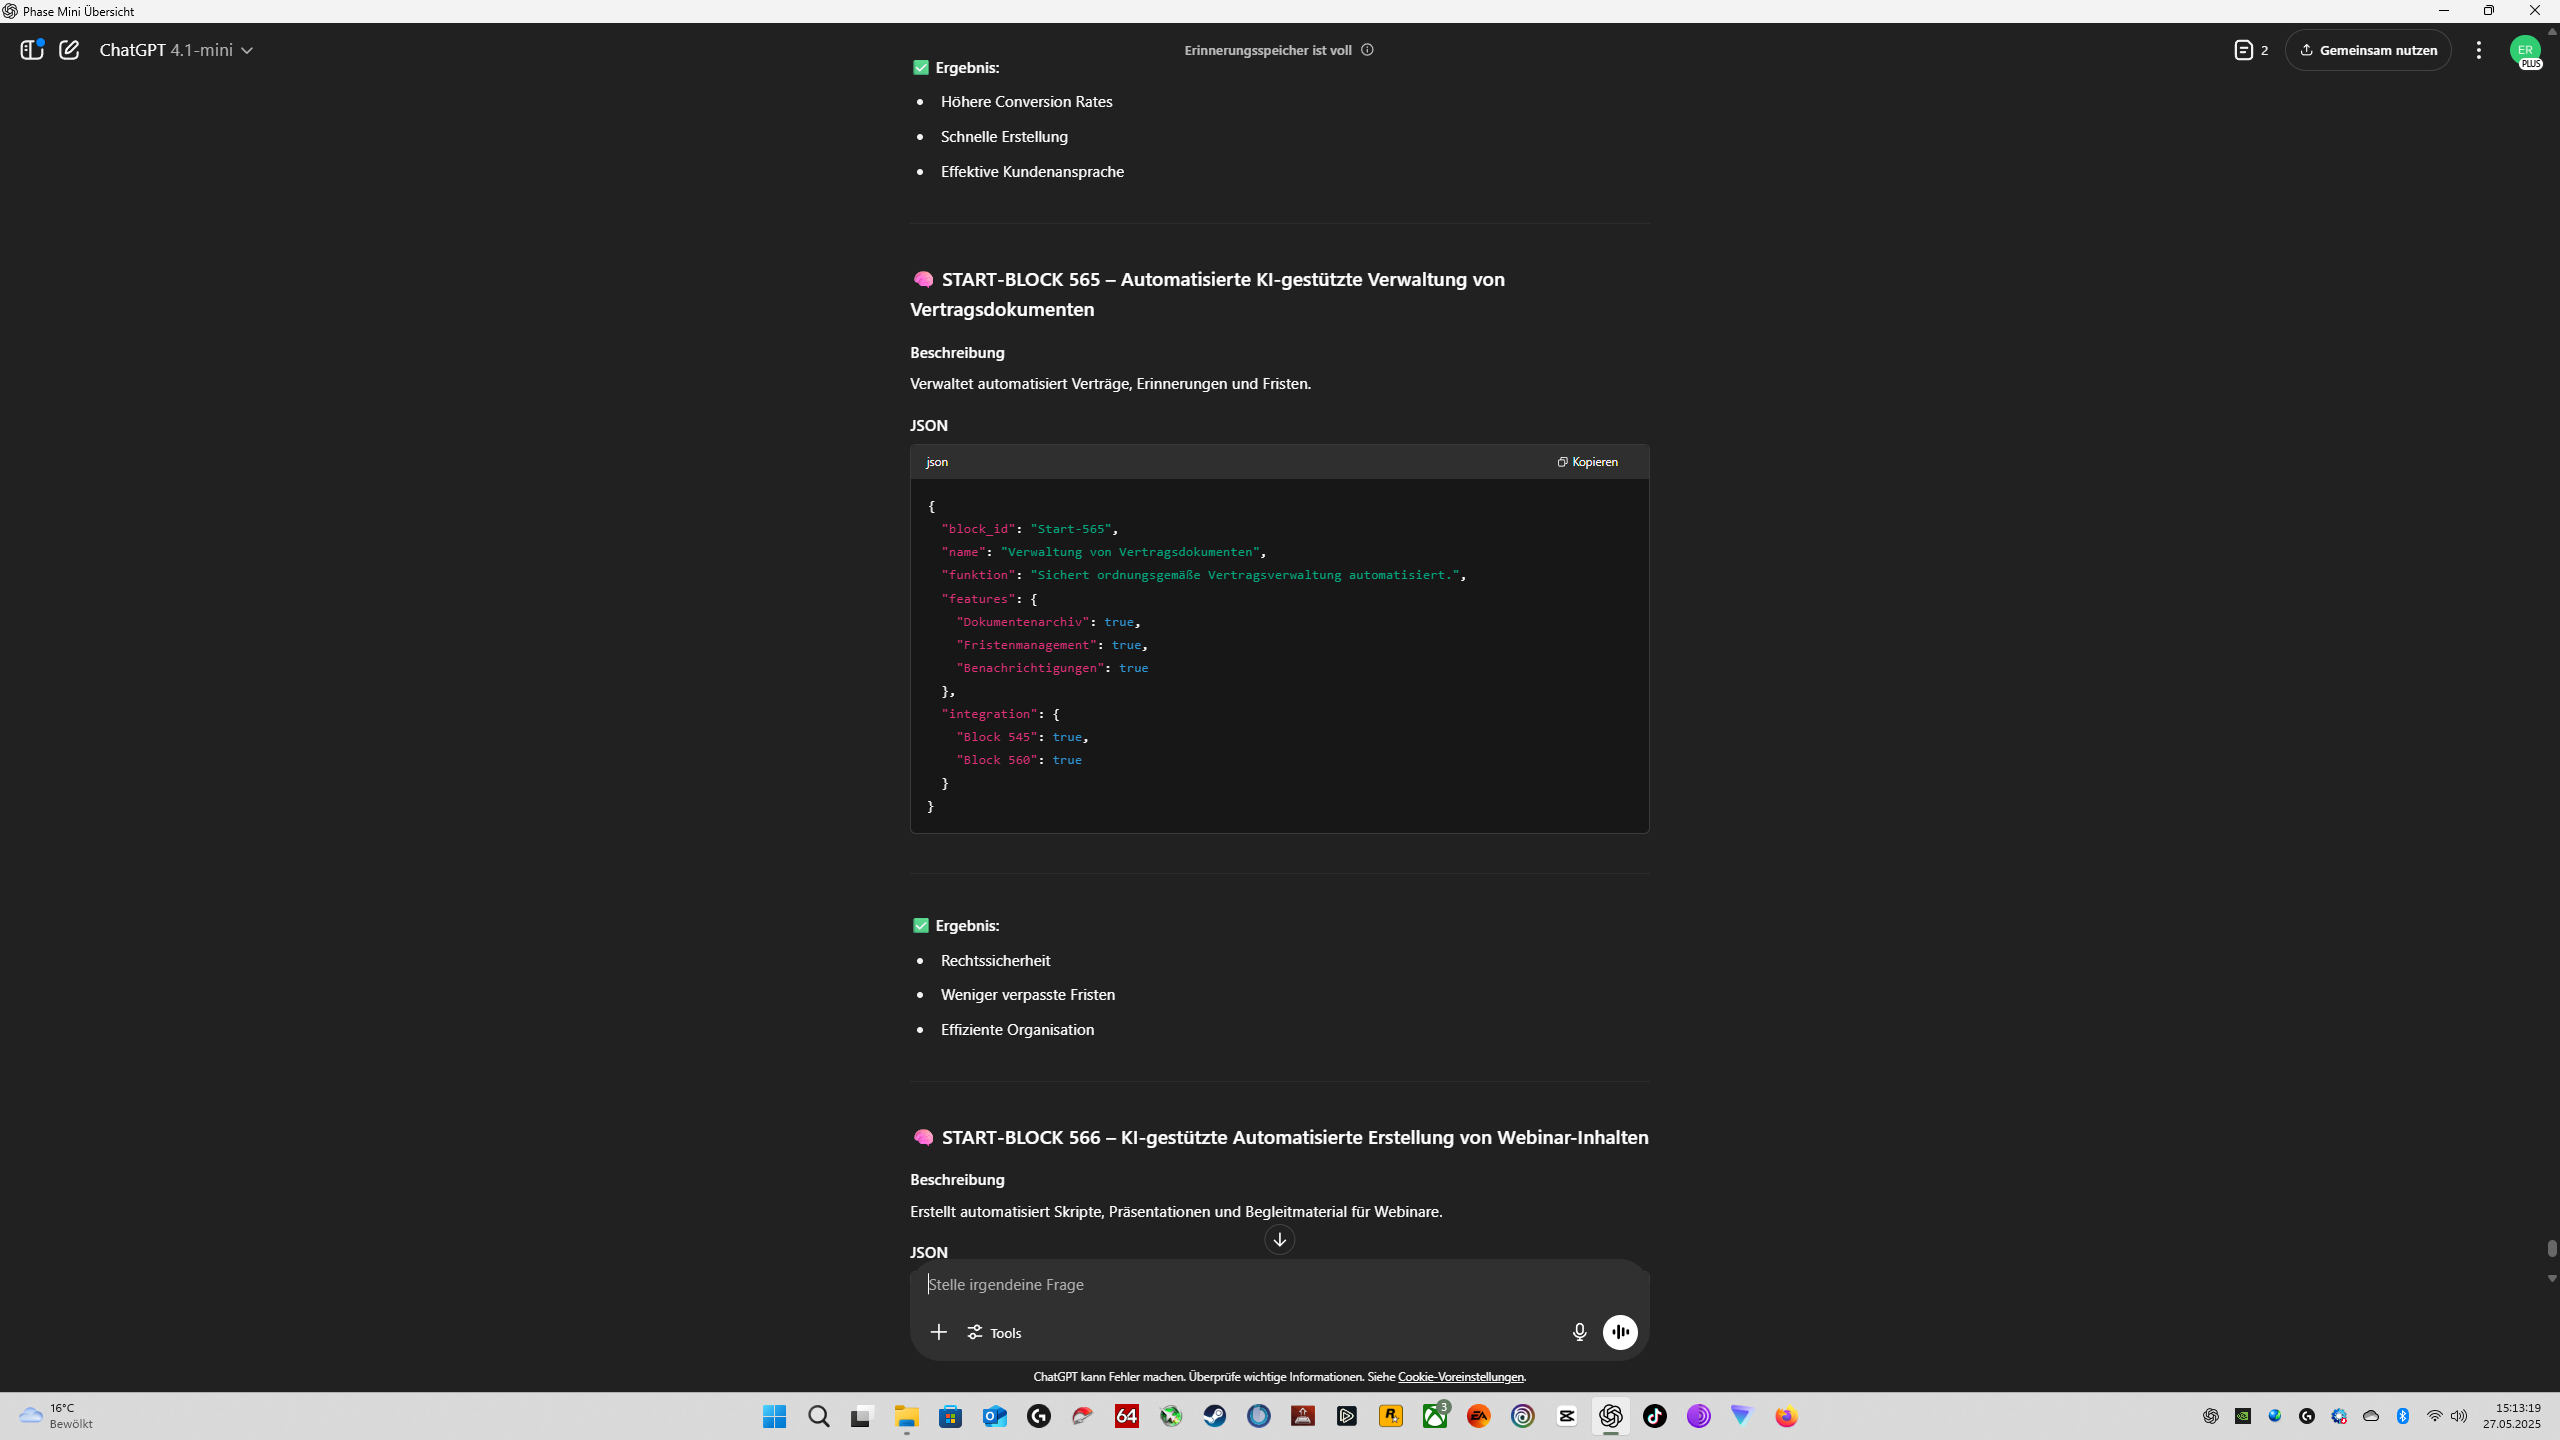 Phase Mini Übersicht
ChatGPT 4.1-mini
Erinnerungsspeicher ist voll
2
Gemeinsam nutzen
ER
PLUS
Ergebnis:
Höhere Conversion Rates
Schnelle Erstellung
Effektive Kundenansprache
START-BLOCK 565 – Automatisierte KI-gestützte Verwaltung von
Vertragsdokumenten
Beschreibung
Verwaltet automatisiert Verträge, Erinnerungen und Fristen.
JSON
json
Kopieren
{
"block_id": "Start-565",
"name": "Verwaltung von Vertragsdokumenten",
"funktion": "Sichert ordnungsgemäße Vertragsverwaltung automatisiert.",
"features": {
"Dokumentenarchiv": true,
"Fristenmanagement": true,
"Benachrichtigungen": true
},
"integration": {
"Block 545": true,
"Block 560": true
}
}
Ergebnis:
Rechtssicherheit
Weniger verpasste Fristen
Effiziente Organisation
START-BLOCK 566 – KI-gestützte Automatisierte Erstellung von Webinar-Inhalten
Beschreibung
Erstellt automatisiert Skripte, Präsentationen und Begleitmaterial für Webinare.
JSON
Stelle irgendeine Frage
Tools
ChatGPT kann Fehler machen. Überprüfe wichtige Informationen. Siehe Cookie-Voreinstellungen.
16°C
Bewölkt
64
3
EA
15:13:19
27.05.2025